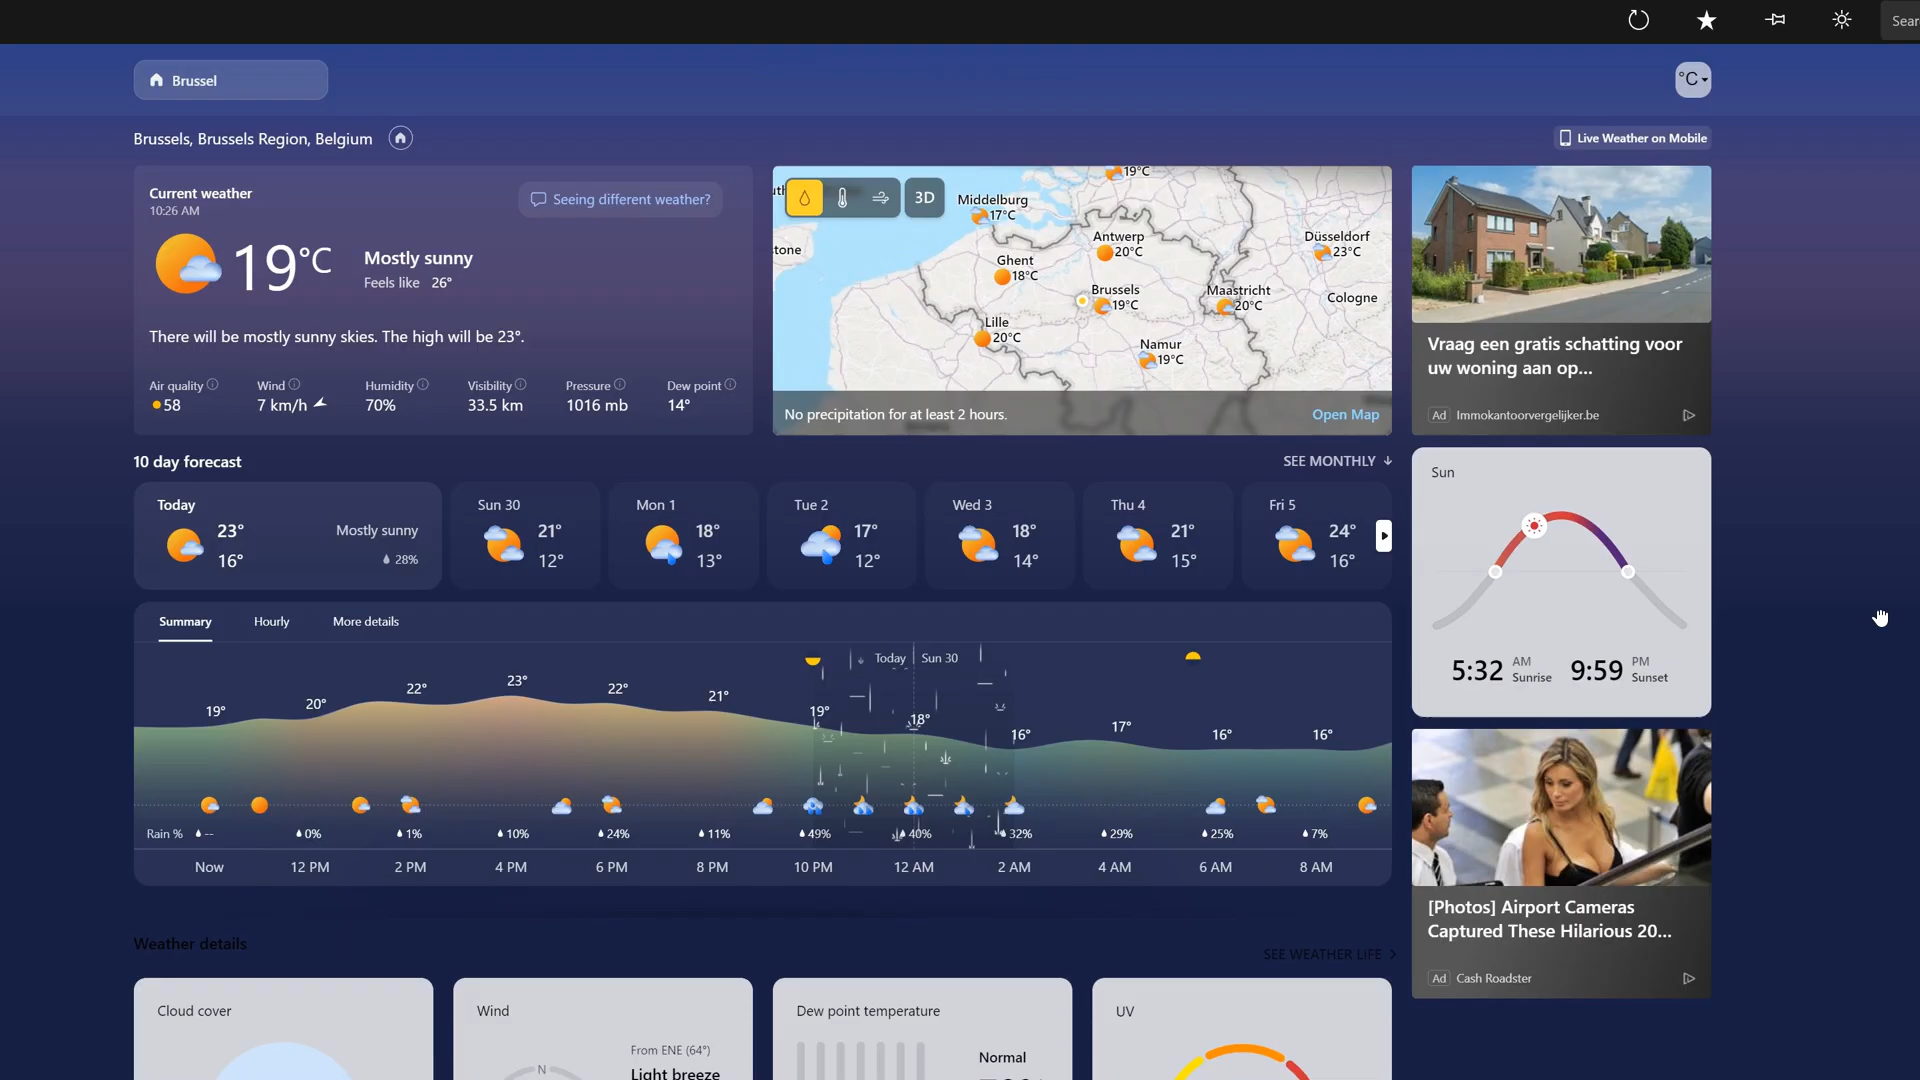 Sear
Brussel
°C
Brussels, Brussels Region, Belgium
Live Weather on Mobile
Current weather
10:26 AM
Seeing different weather?
19°C
Mostly sunny
Feels like 26°
There will be mostly sunny skies. The high will be 23°.
Air quality
58
Wind
7 km/h
Humidity
70%
Visibility
33.5 km
Pressure
1016 mb
Dew point
14°
3D
19°C
Middelburg
17°C
Antwerp
20°C
Düsseldorf
23°C
tone
Ghent
18°C
Brussels
19°C
Maastricht
20°C
Cologne
Lille
20°C
Namur
19°C
No precipitation for at least 2 hours.
Open Map
Vraag een gratis schatting voor
uw woning aan op...
Ad Immokantoorvergelijker.be
10 day forecast
SEE MONTHLY
Today
23°
16°
Mostly sunny
28%
Sun 30
21°
12°
Mon 1
18°
13°
Tue 2
17°
12°
Wed 3
18°
14°
Thu 4
21°
15°
Fri 5
24°
16°
Sun
5:32 AM Sunrise
9:59 PM Sunset
Summary Hourly More details
Today Sun 30
19° 20° 22° 23° 22° 21° 19° 18° 16° 17° 16° 16°
Rain % -- 0% 1% 10% 24% 11% 49% 40% 32% 29% 25% 7%
Now 12 PM 2 PM 4 PM 6 PM 8 PM 10 PM 12 AM 2 AM 4 AM 6 AM 8 AM
[Photos] Airport Cameras
Captured These Hilarious 20...
Ad Cash Roadster
Weather details
SEE WEATHER LIFE
Cloud cover
Wind
From ENE (64°)
Light breeze
N
Dew point temperature
Normal
UV